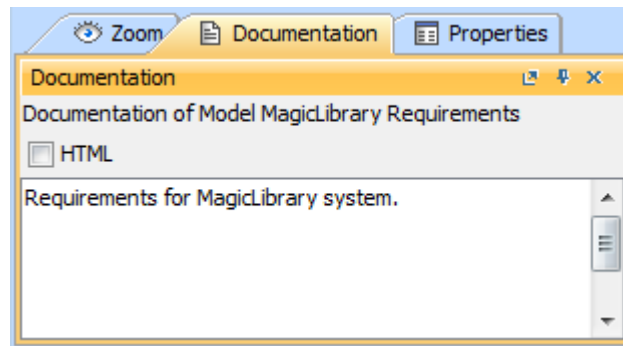 Zoom Documentation Properties
Documentation
Documentation of Model MagicLibrary Requirements
HTML
Requirements for MagicLibrary system.